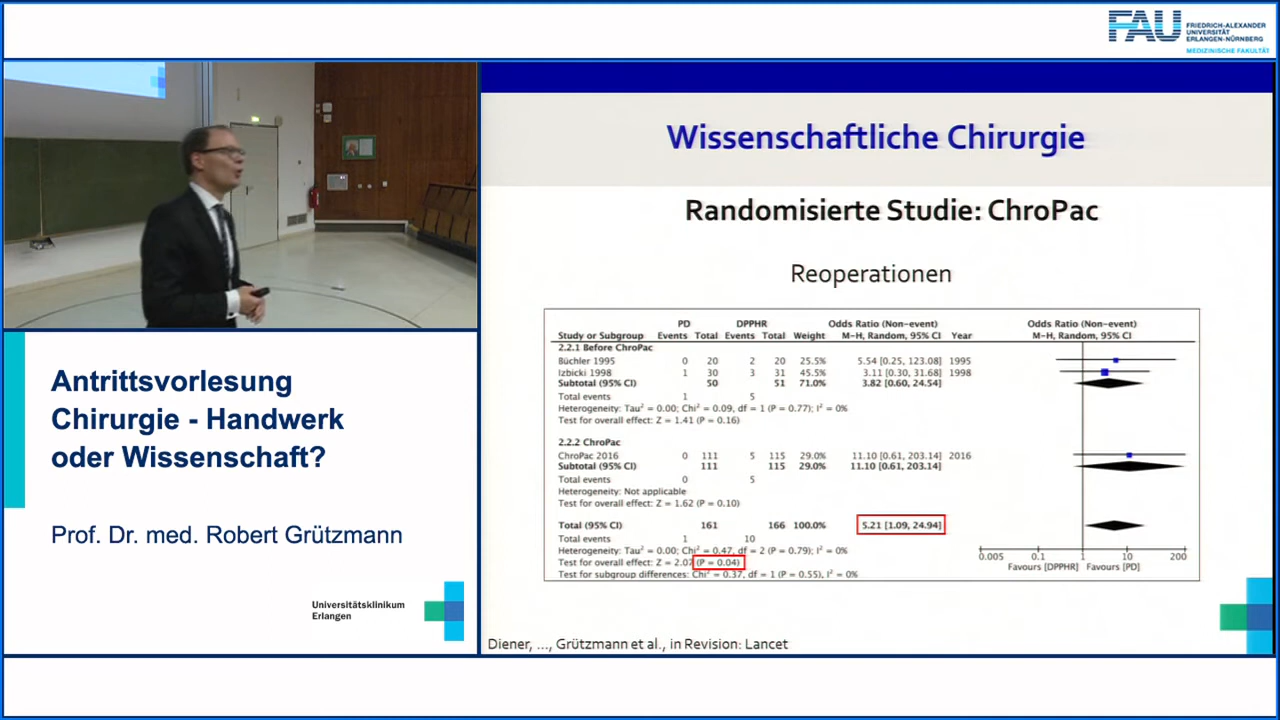 FAU FRIEDRICH-ALEXANDER
UNIVERSITÄT
ERLANGEN-NÜRNBERG
MEDIZINISCHE FAKULTÄT
Antrittsvorlesung
Chirurgie - Handwerk
oder Wissenschaft?
Prof. Dr. med. Robert Grützmann
Universitätsklinikum
Erlangen
Wissenschaftliche Chirurgie
Randomisierte Studie: ChroPac
Reoperationen
PD DPPHR Odds Ratio (Non-event) Odds Ratio (Non-event)
Study or Subgroup Events Total Events Total Weight M-H, Random, 95% CI Year M-H, Random, 95% CI
2.2.1 Before ChroPac
Büchler 1995 0 20 2 20 25.5% 5.54 [0.25, 123.08] 1995
Izbicki 1998 1 30 3 31 45.5% 3.11 [0.30, 31.68] 1998
Subtotal (95% CI) 50 51 71.0% 3.82 [0.60, 24.54]
Total events 1 5
Heterogeneity: Tau² = 0.00; Chi² = 0.09, df = 1 (P = 0.77); I² = 0%
Test for overall effect: Z = 1.41 (P = 0.16)
2.2.2 ChroPac
ChroPac 2016 0 111 5 115 29.0% 11.10 [0.61, 203.14] 2016
Subtotal (95% CI) 111 115 29.0% 11.10 [0.61, 203.14]
Total events 0 5
Heterogeneity: Not applicable
Test for overall effect: Z = 1.62 (P = 0.10)
Total (95% CI) 161 166 100.0% 5.21 [1.09, 24.94]
Total events 1 10
Heterogeneity: Tau² = 0.00; Chi² = 0.47, df = 2 (P = 0.79); I² = 0%
Test for overall effect: Z = 2.07 (P = 0.04)
Test for subgroup differences: Chi² = 0.37, df = 1 (P = 0.55), I² = 0%
0.005 0.1 1 10 200
Favours [DPPHR] Favours [PD]
Diener, ..., Grützmann et al., in Revision: Lancet